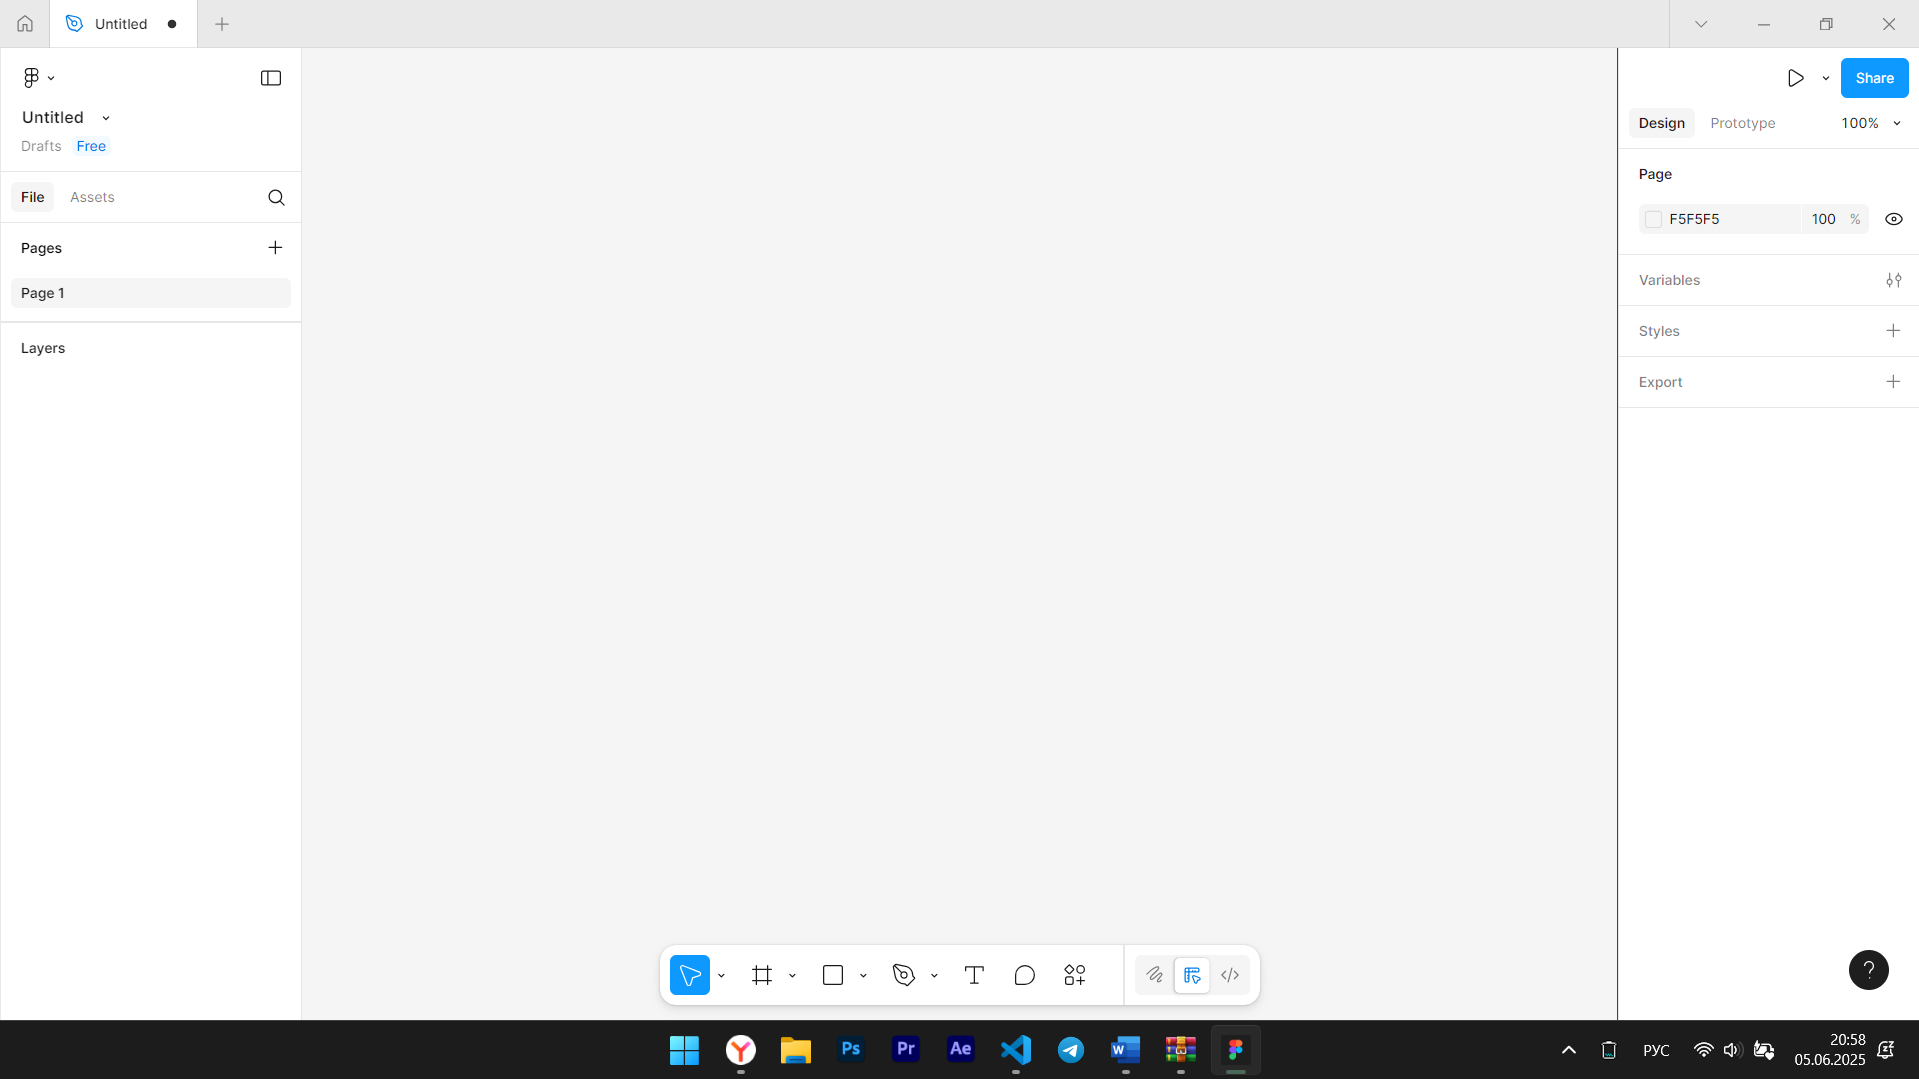 Untitled
Share
Untitled
Design Prototype 100%
Drafts Free
Page
File Assets
F5F5F5 100 %
Pages
Variables
Page 1
Styles
Layers
Export
?
Y Ps Pr Ae W
РУС
20:58
05.06.2025